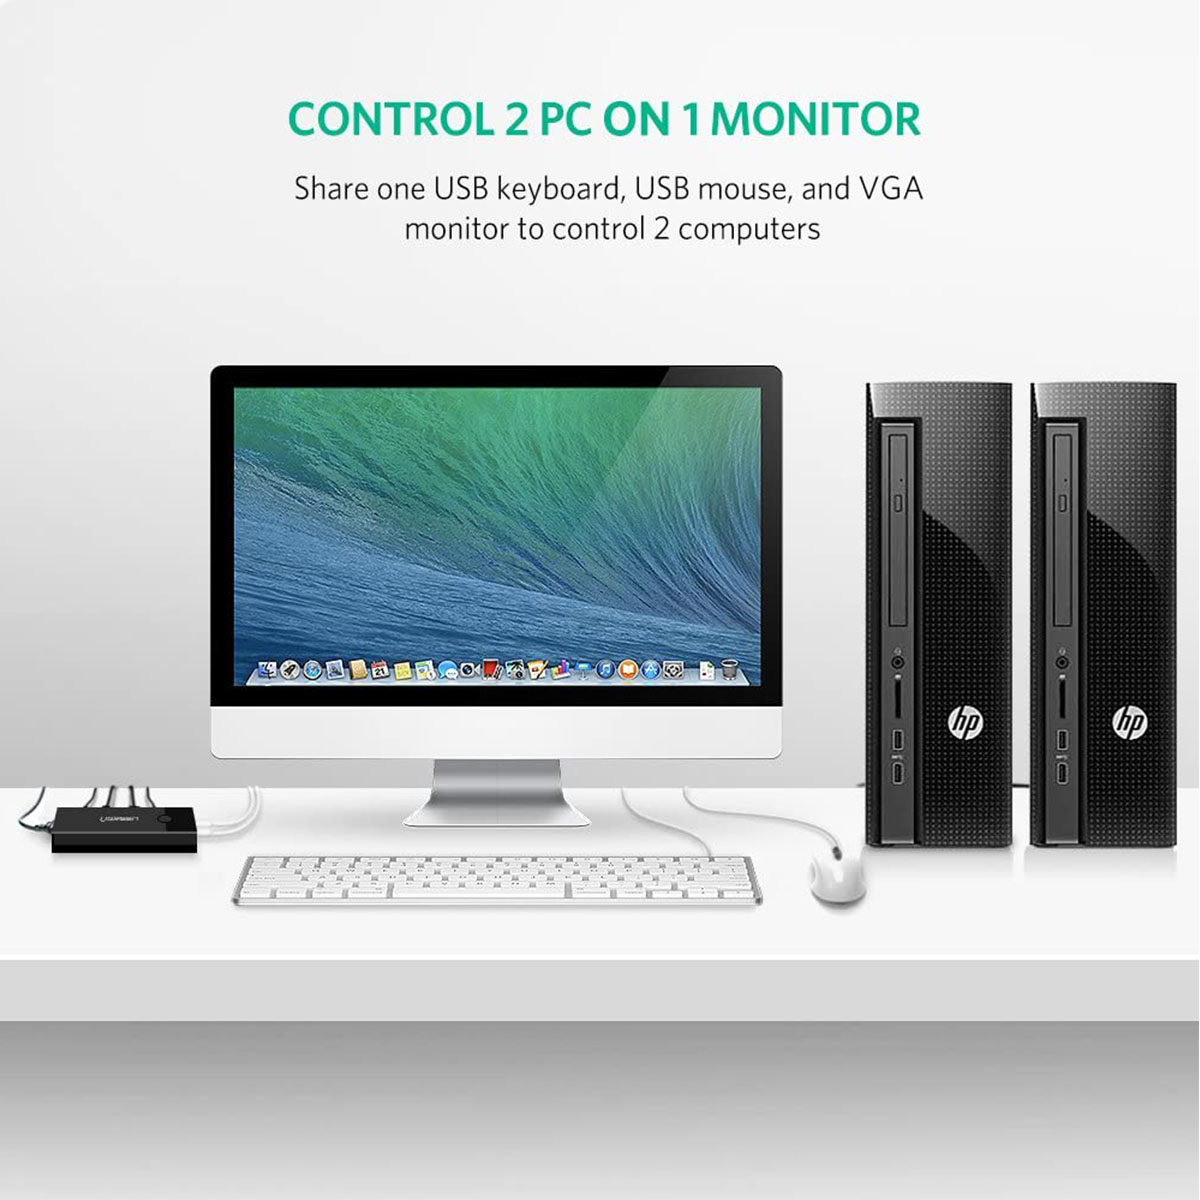 CONTROL 2 PC ON 1 MONITOR
Share one USB keyboard, USB mouse, and VGA
monitor to control 2 computers
hp
hp
UGREEN